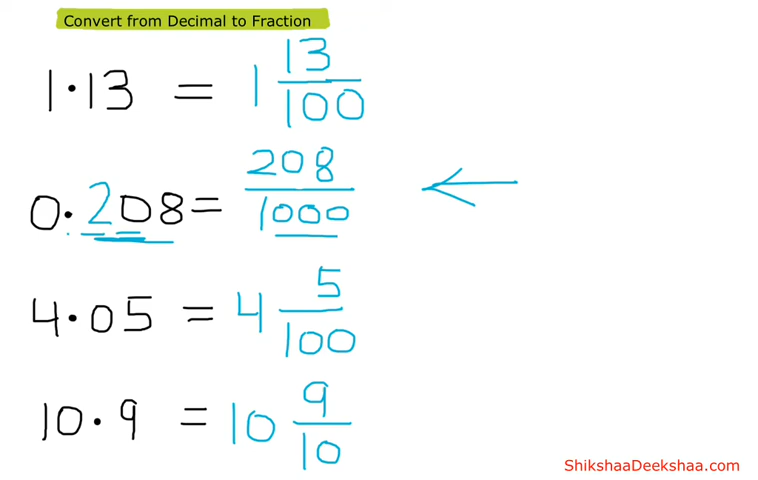 Convert from Decimal to Fraction
1.13 = 1 13/100
0.208 = 208/1000
4.05 = 4 5/100
10.9 = 10 9/10
ShikshaaDeekshaa.com